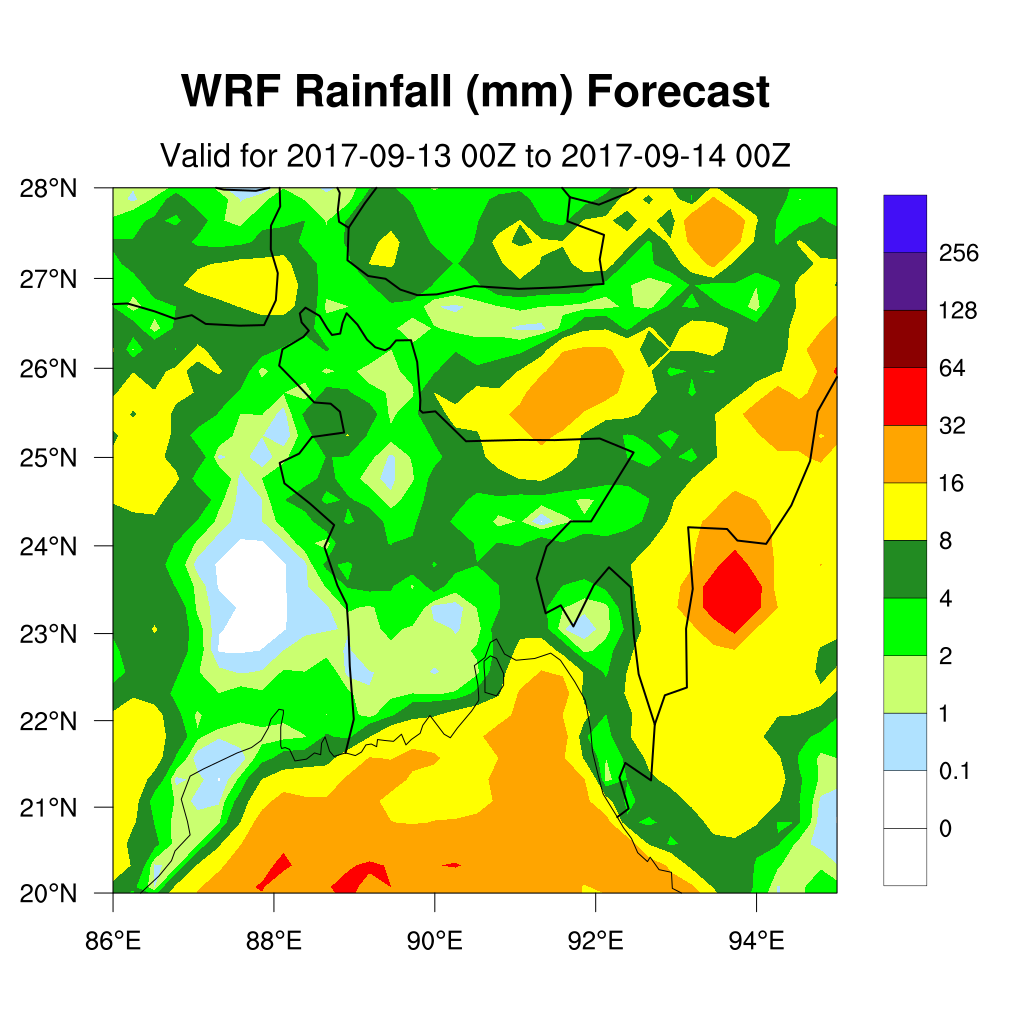 WRF Rainfall (mm) Forecast
Valid for 2017-09-13 00Z to 2017-09-14 00Z
28°N
27°N
26°N
25°N
24°N
23°N
22°N
21°N
20°N
86°E
88°E
90°E
92°E
94°E
256
128
64
32
16
8
4
2
1
0.1
0